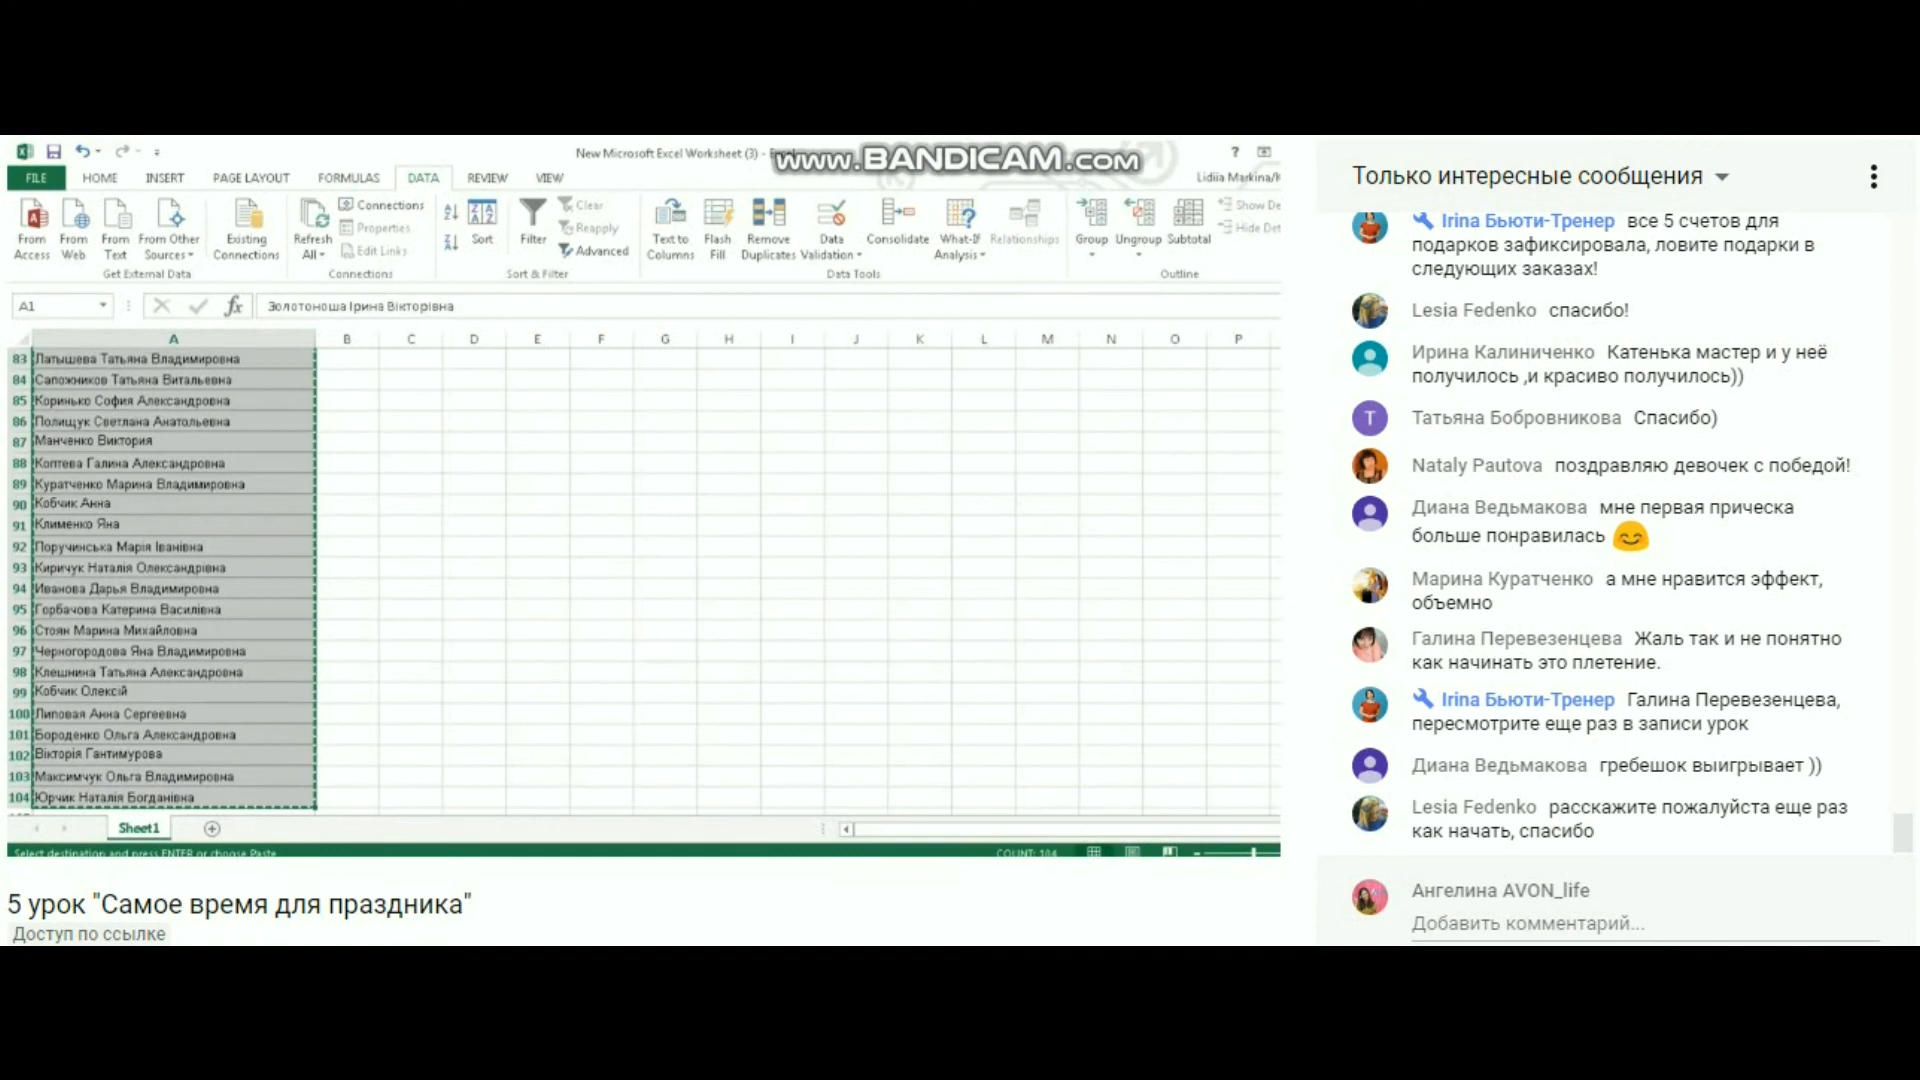 New Microsoft Excel Worksheet (3) -
www.BANDICAM.com
?
FILE HOME INSERT PAGE LAYOUT FORMULAS DATA REVIEW VIEW
Lidiia Markina/K
From Access
From Web
From Text
From Other Sources
Get External Data
Existing Connections
Refresh All
Connections
Properties
Edit Links
Connections
Sort
Filter
Clear
Reapply
Advanced
Sort & Filter
Text to Columns
Flash Fill
Remove Duplicates
Data Validation
Consolidate
What-If Analysis
Relationships
Data Tools
Group
Ungroup
Subtotal
Show De
Hide Det
Outline
A1
fx
Золотоноша Ірина Вікторівна
A B C D E F G H I J K L M N O P
83 Латышева Татьяна Владимировна
84 Сапожников Татьяна Витальевна
85 Коринько София Александровна
86 Полищук Светлана Анатольевна
87 Манченко Виктория
88 Коптева Галина Александровна
89 Куратченко Марина Владимировна
90 Кобчик Анна
91 Клименко Яна
92 Поручинська Марія Іванівна
93 Киричук Наталія Олександрівна
94 Иванова Дарья Владимировна
95 Горбачова Катерина Василівна
96 Стоян Марина Михайловна
97 Черногородова Яна Владимировна
98 Клешнина Татьяна Александровна
99 Кобчик Олексій
100 Липовая Анна Сергеевна
101 Бороденко Ольга Александровна
102 Вікторія Гантимурова
103 Максимчук Ольга Владимировна
104 Юрчик Наталія Богданівна
Sheet1
Select destination and press ENTER or choose Paste
COUNT: 104
5 урок "Самое время для праздника"
Доступ по ссылке
Только интересные сообщения
Irina Бьюти-Тренер все 5 счетов для
подарков зафиксировала, ловите подарки в
следующих заказах!
Lesia Fedenko спасибо!
Ирина Калиниченко Катенька мастер и у неё
получилось ,и красиво получилось))
T
Татьяна Бобровникова Спасибо)
Nataly Pautova поздравляю девочек с победой!
Диана Ведьмакова мне первая прическа
больше понравилась
Марина Куратченко а мне нравится эффект,
объемно
Галина Перевезенцева Жаль так и не понятно
как начинать это плетение.
Irina Бьюти-Тренер Галина Перевезенцева,
пересмотрите еще раз в записи урок
Диана Ведьмакова гребешок выигрывает ))
Lesia Fedenko расскажите пожалуйста еще раз
как начать, спасибо
Ангелина AVON_life
Добавить комментарий...